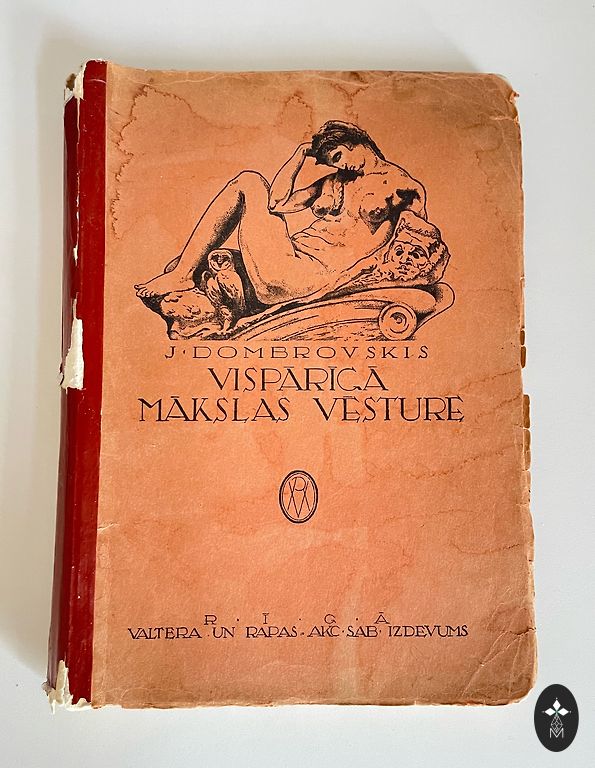 J · DOMBROVSKIS
VISPĀRĪGĀ
MĀKSLAS VĒSTURE
R · Ī · G · Ā
VALTERA · UN RAPAS · AKC · SAB · IZDEVUMS
M